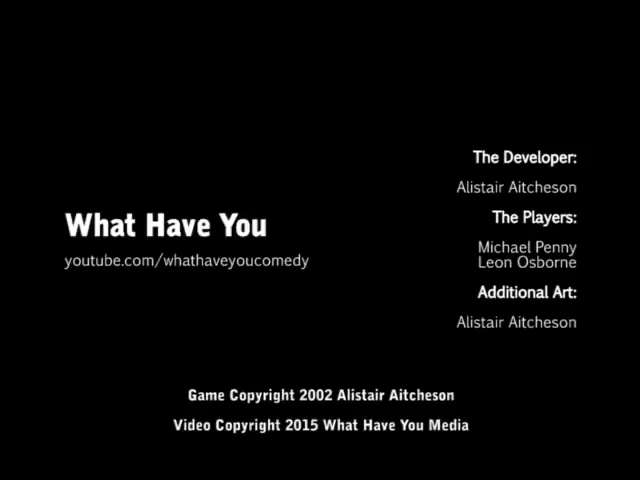 What Have You
youtube.com/whathaveyoucomedy
The Developer:
Alistair Aitcheson
The Players:
Michael Penny
Leon Osborne
Additional Art:
Alistair Aitcheson
Game Copyright 2002 Alistair Aitcheson
Video Copyright 2015 What Have You Media